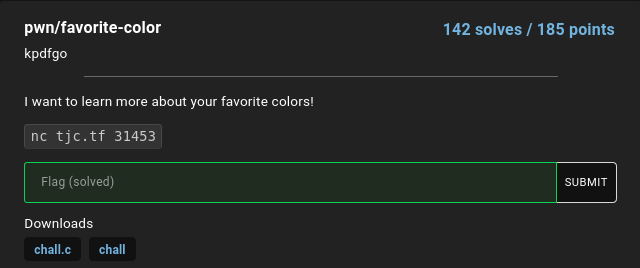 pwn/favorite-color
142 solves / 185 points
kpdfgo
I want to learn more about your favorite colors!
nc tjc.tf 31453
Flag (solved)
SUBMIT
Downloads
chall.c
chall